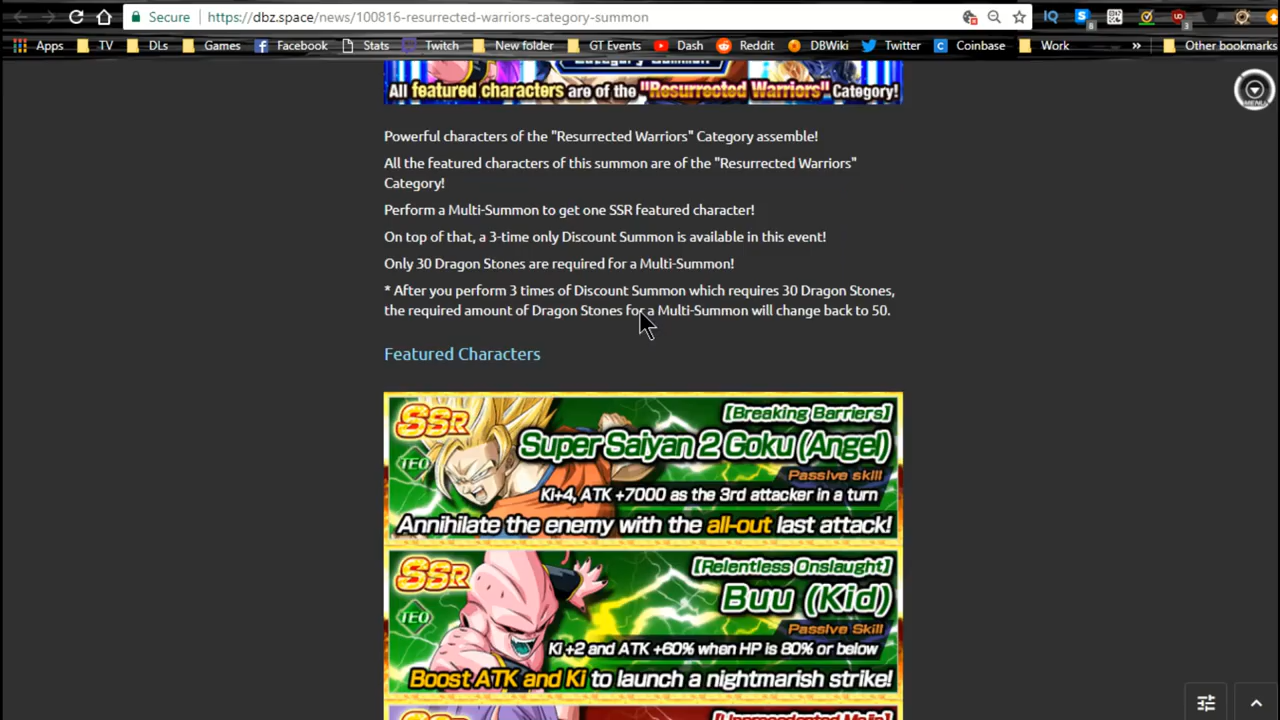 Secure https://dbz.space/news/100816-resurrected-warriors-category-summon
Apps TV DLs Games Facebook Stats Twitch New folder GT Events Dash Reddit DBWiki Twitter Coinbase Work » Other bookmarks
Category Summon
All featured characters are of the "Resurrected Warriors" Category!
MENU
Powerful characters of the "Resurrected Warriors" Category assemble!
All the featured characters of this summon are of the "Resurrected Warriors"
Category!
Perform a Multi-Summon to get one SSR featured character!
On top of that, a 3-time only Discount Summon is available in this event!
Only 30 Dragon Stones are required for a Multi-Summon!
* After you perform 3 times of Discount Summon which requires 30 Dragon Stones,
the required amount of Dragon Stones for a Multi-Summon will change back to 50.
Featured Characters
SSR
TEQ
[Breaking Barriers]
Super Saiyan 2 Goku (Angel)
Passive skill
Ki+4, ATK +7000 as the 3rd attacker in a turn
Annihilate the enemy with the all-out last attack!
SSR
TEQ
[Relentless Onslaught]
Buu (Kid)
Passive Skill
Ki +2 and ATK +60% when HP is 80% or below
Boost ATK and Ki to launch a nightmarish strike!